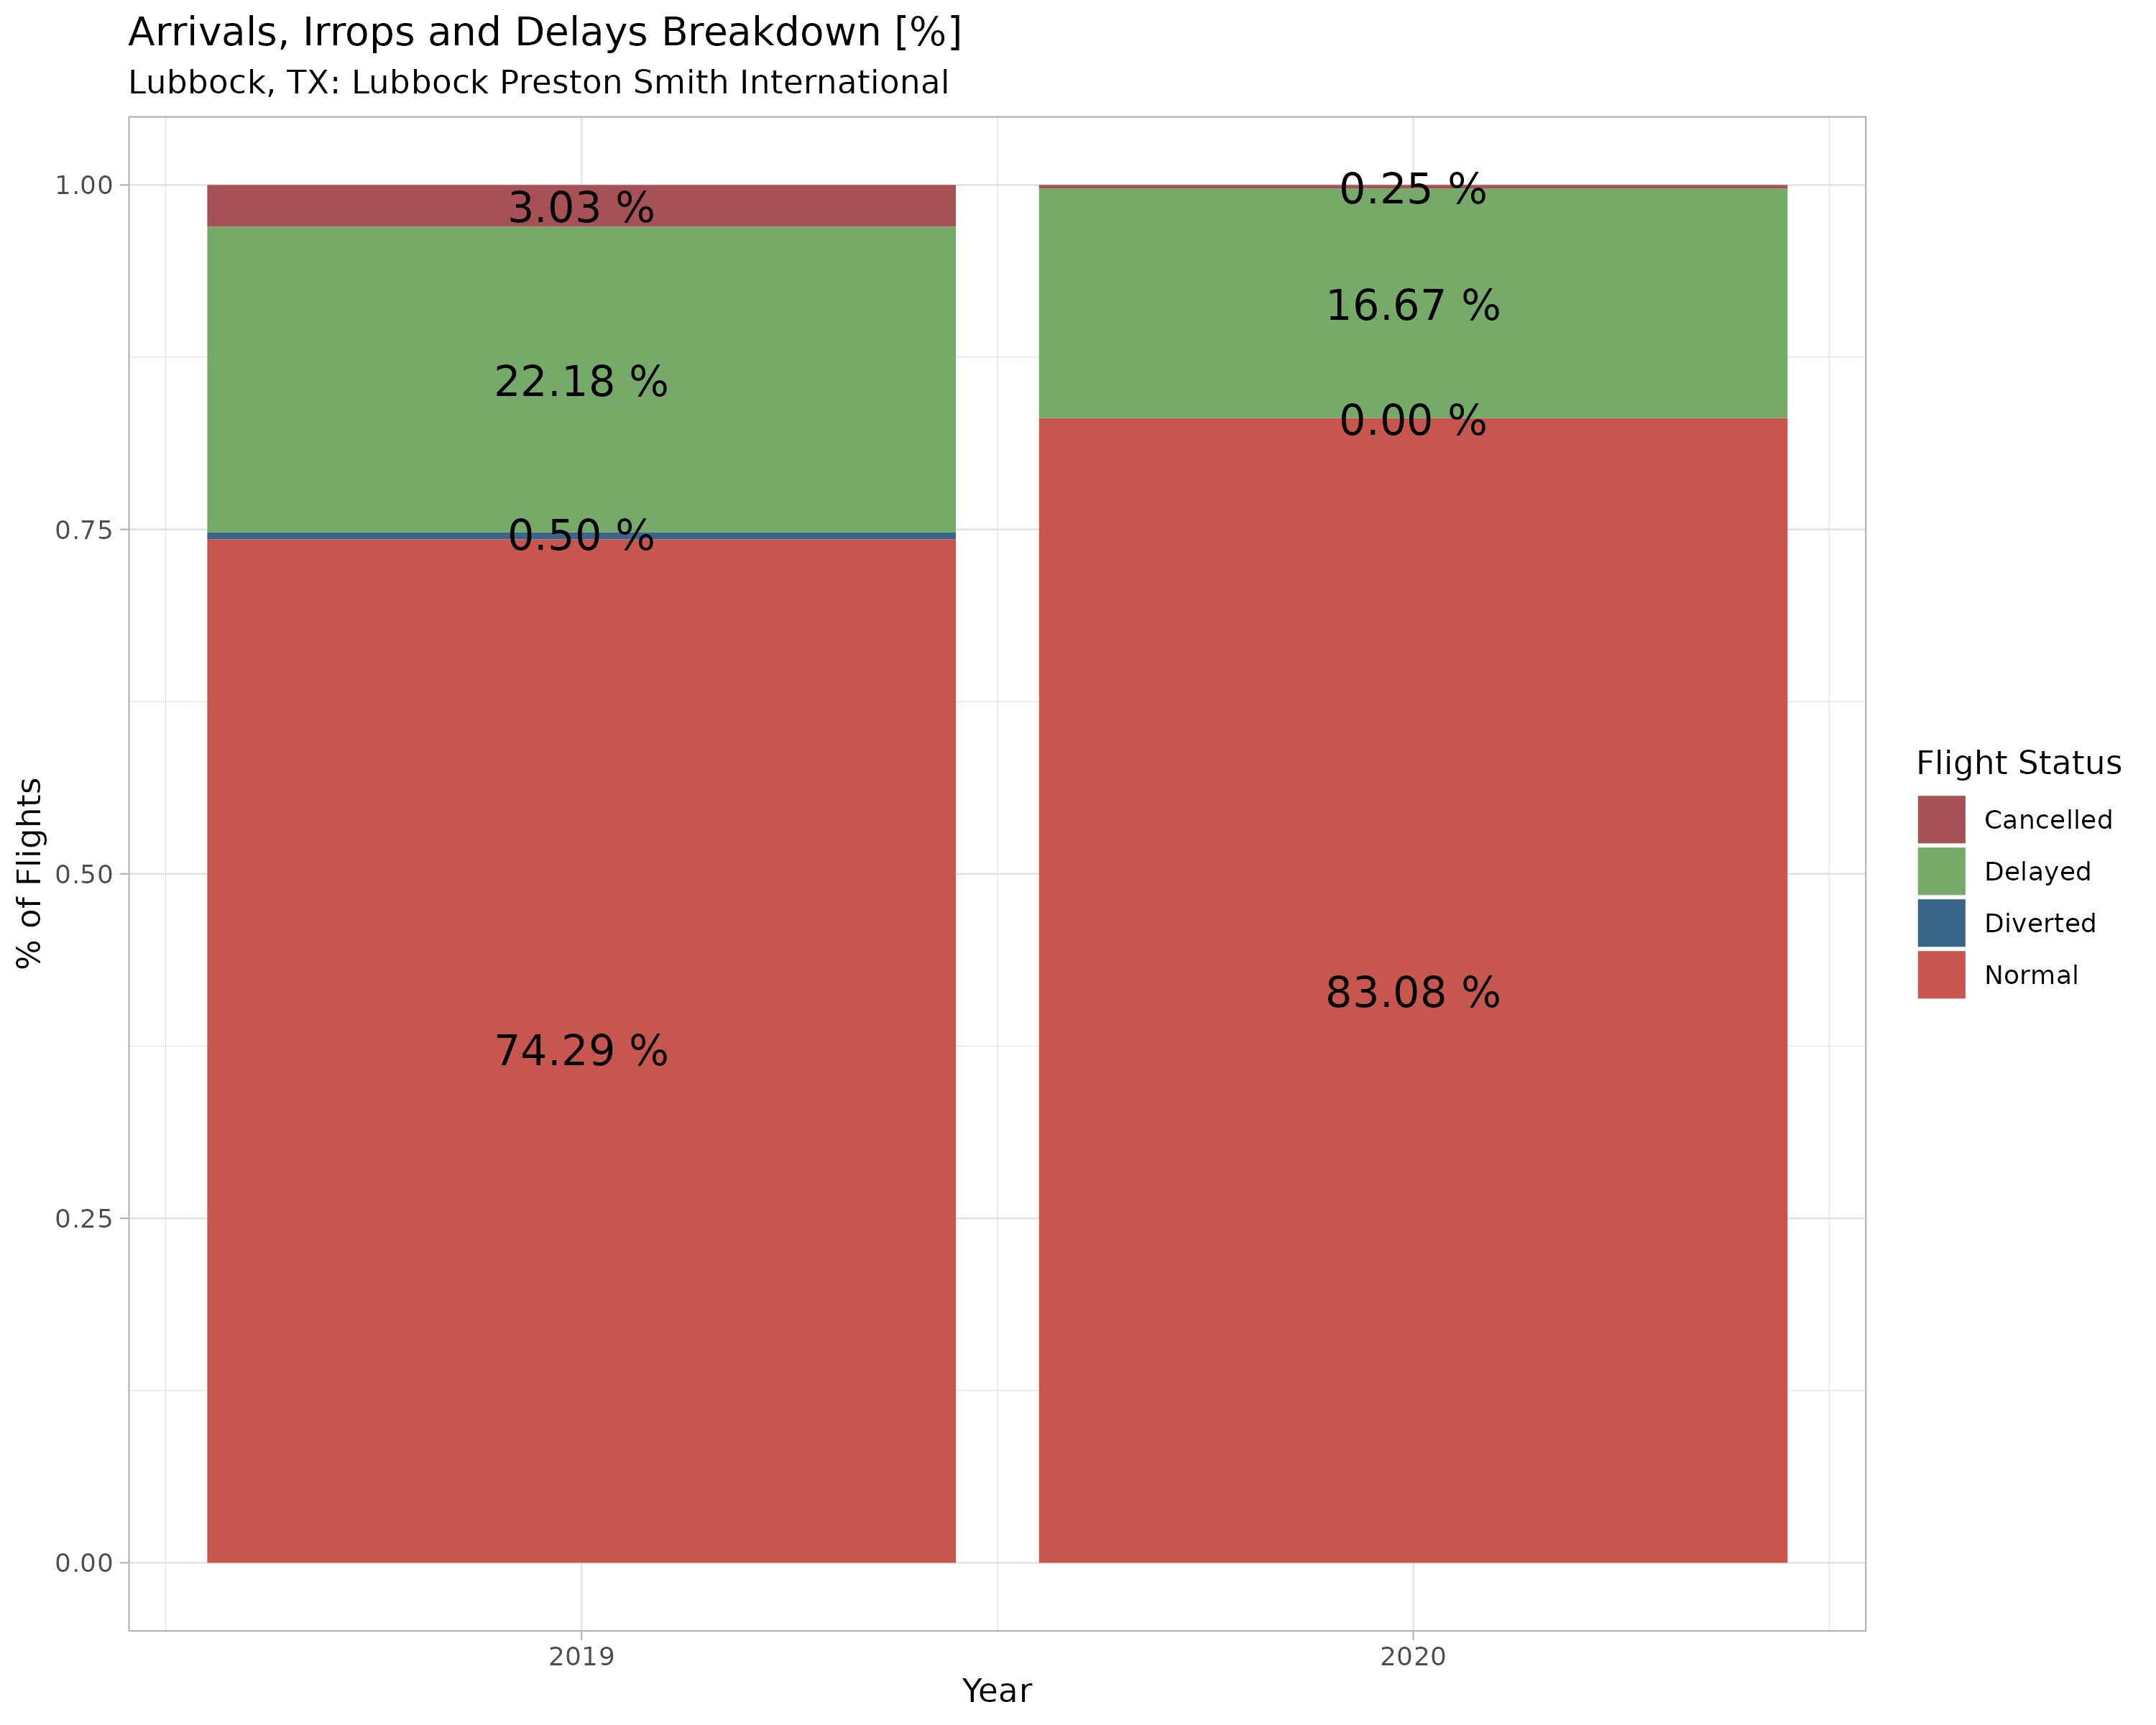 Arrivals, Irrops and Delays Breakdown [%]
Lubbock, TX: Lubbock Preston Smith International
1.00
0.75
0.50
0.25
0.00
% of Flights
3.03 %
22.18 %
0.50 %
74.29 %
0.25 %
16.67 %
0.00 %
83.08 %
2019
2020
Year
Flight Status
Cancelled
Delayed
Diverted
Normal